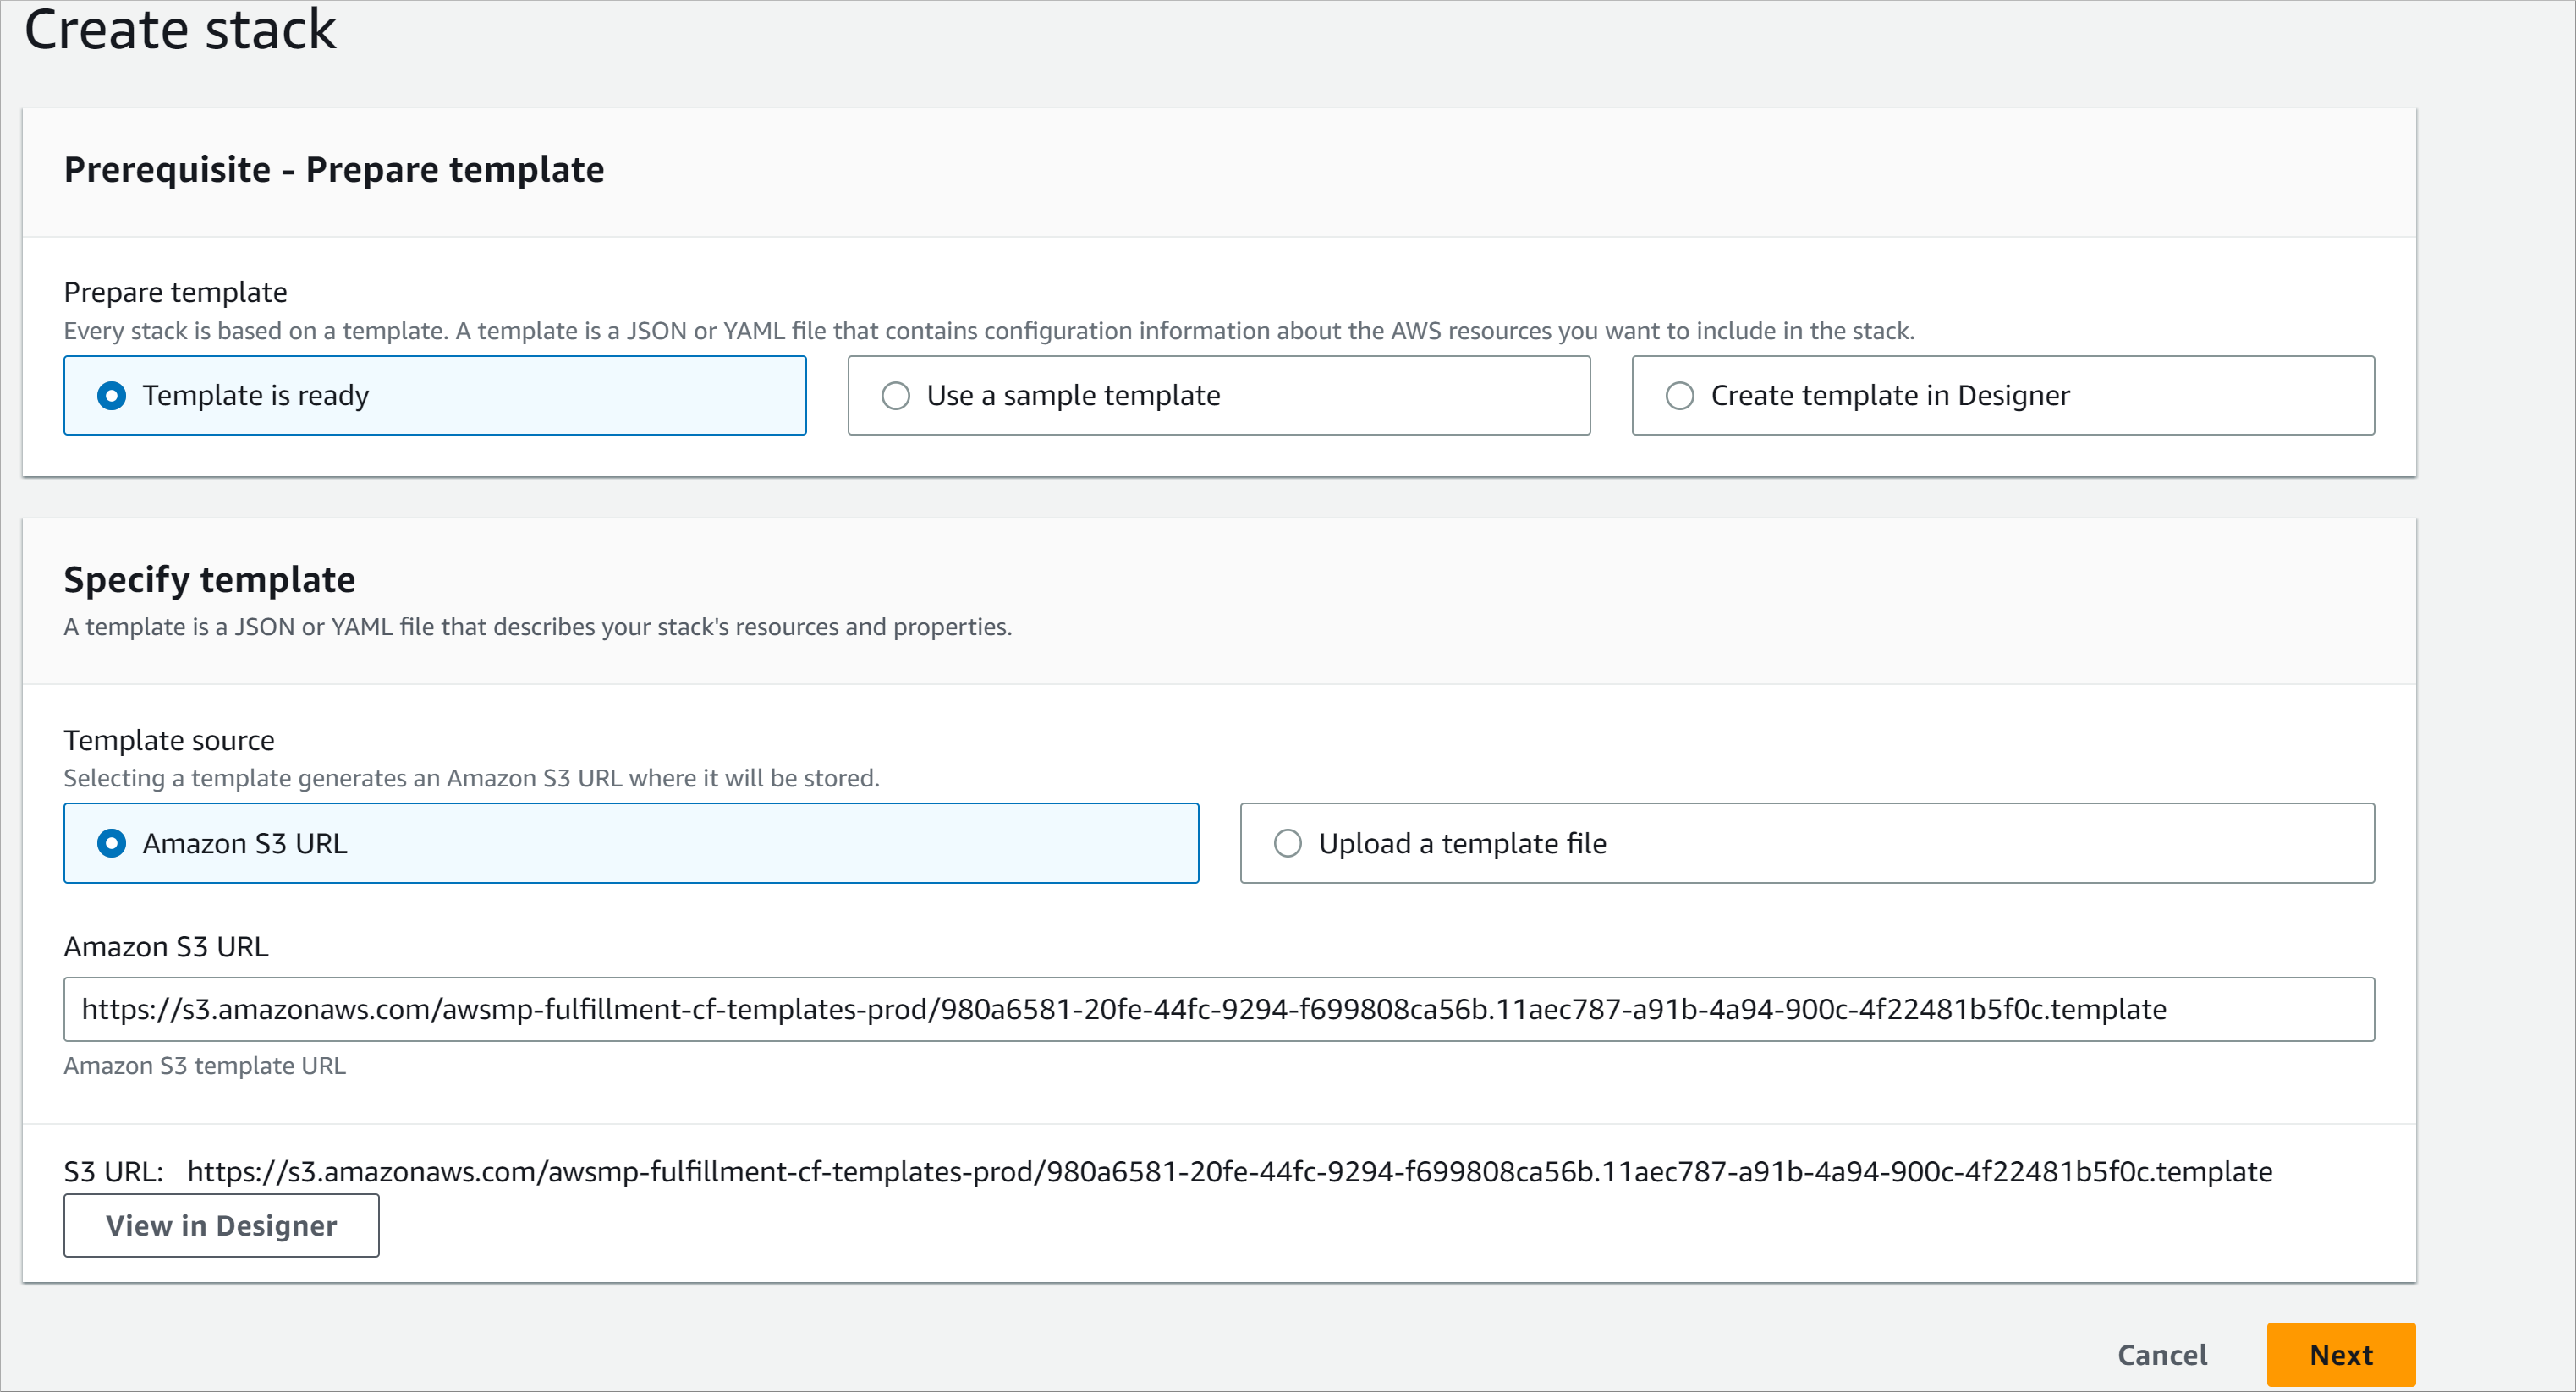 Create stack
Prerequisite - Prepare template
Prepare template
Every stack is based on a template. A template is a JSON or YAML file that contains configuration information about the AWS resources you want to include in the stack.
Template is ready
Use a sample template
Create template in Designer
Specify template
A template is a JSON or YAML file that describes your stack's resources and properties.
Template source
Selecting a template generates an Amazon S3 URL where it will be stored.
Amazon S3 URL
Upload a template file
Amazon S3 URL
https://s3.amazonaws.com/awsmp-fulfillment-cf-templates-prod/980a6581-20fe-44fc-9294-f699808ca56b.11aec787-a91b-4a94-900c-4f22481b5f0c.template
Amazon S3 template URL
S3 URL: https://s3.amazonaws.com/awsmp-fulfillment-cf-templates-prod/980a6581-20fe-44fc-9294-f699808ca56b.11aec787-a91b-4a94-900c-4f22481b5f0c.template
View in Designer
Cancel
Next